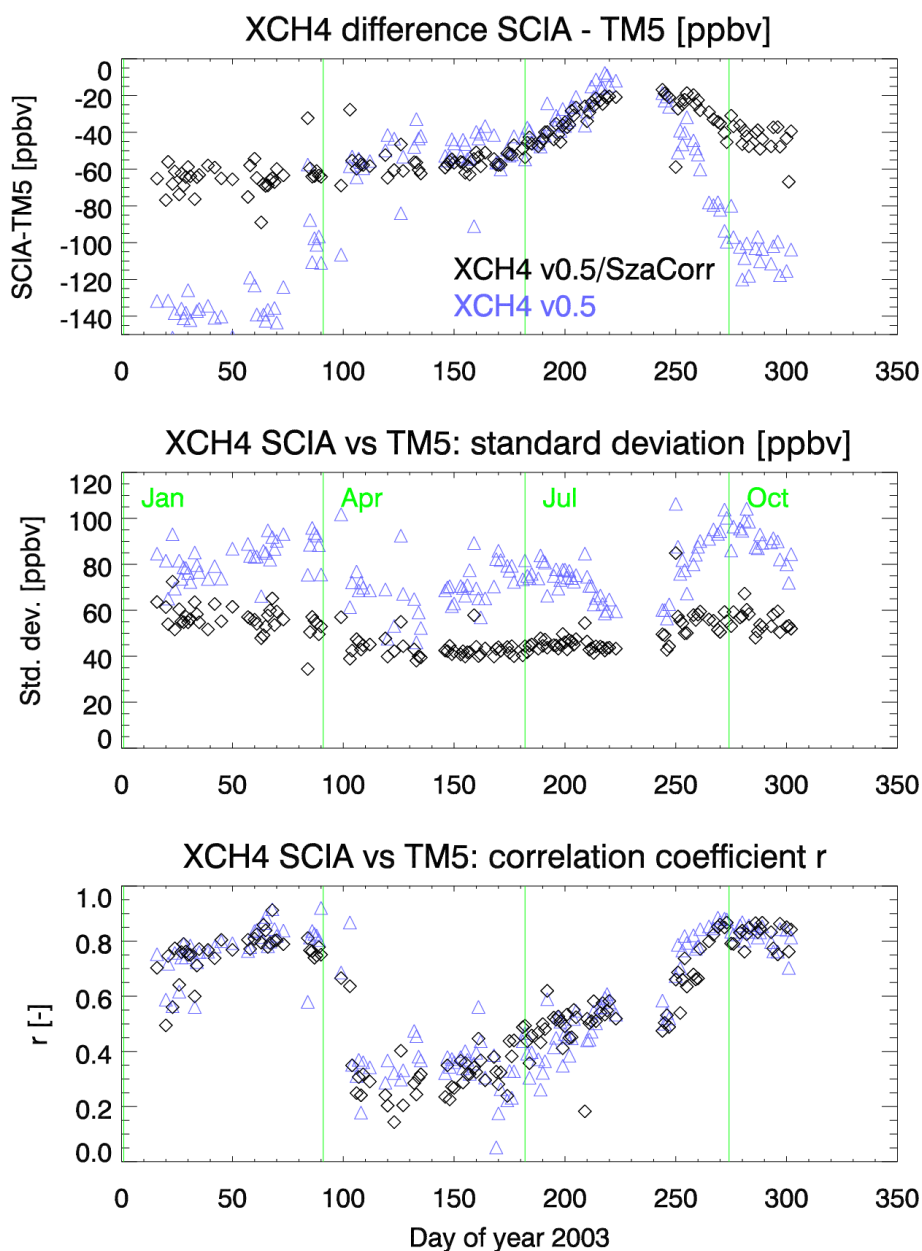 XCH4 difference SCIA - TM5 [ppbv]
SCIA-TM5 [ppbv]
0
-20
-40
-60
-80
-100
-120
-140
XCH4 v0.5/SzaCorr
XCH4 v0.5
0 50 100 150 200 250 300 350
XCH4 SCIA vs TM5: standard deviation [ppbv]
Std. dev. [ppbv]
120
100
80
60
40
20
0
Jan Apr Jul Oct
0 50 100 150 200 250 300 350
XCH4 SCIA vs TM5: correlation coefficient r
r [-]
1.0
0.8
0.6
0.4
0.2
0.0
0 50 100 150 200 250 300 350
Day of year 2003